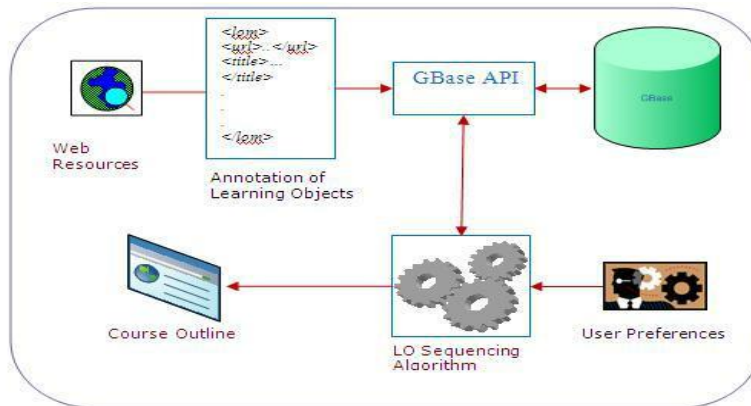 <lom>
<url>..</url>
<title>...
</title>
.
.
.
</lom>
GBase API
GBase
Web
Resources
Annotation of
Learning Objects
Course Outline
LO Sequencing
Algorithm
User Preferences